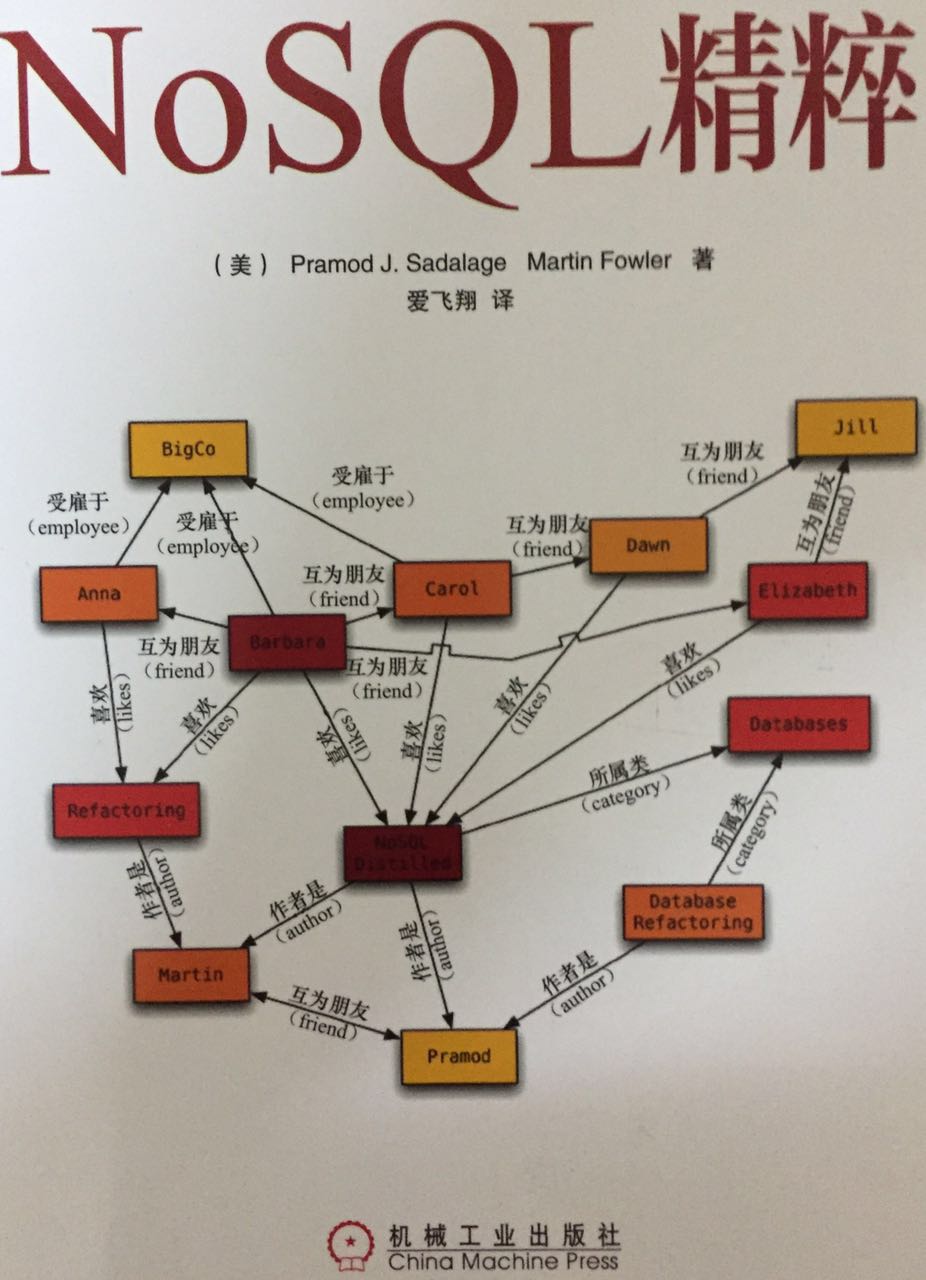 NoSQL精粹
（美） Pramod J. Sadalage Martin Fowler 著
爱飞翔 译
BigCo
Jill
受雇于
（employee）
受雇于
（employee）
受雇于
（employee）
互为朋友
（friend）
互为朋友
（friend）
互为朋友
（friend）
Dawn
Anna
Carol
Elizabeth
互为朋友
（friend）
Barbara
互为朋友
（friend）
互为朋友
（friend）
喜欢
（likes）
喜欢
（likes）
喜欢
（likes）
喜欢
（likes）
喜欢
（likes）
喜欢
（likes）
Databases
所属类
（category）
Refactoring
NoSQL
Distilled
所属类
（category）
作者是
（author）
作者是
（author）
作者是
（author）
Database
Refactoring
作者是
（author）
Martin
互为朋友
（friend）
Pramod
机械工业出版社
China Machine Press